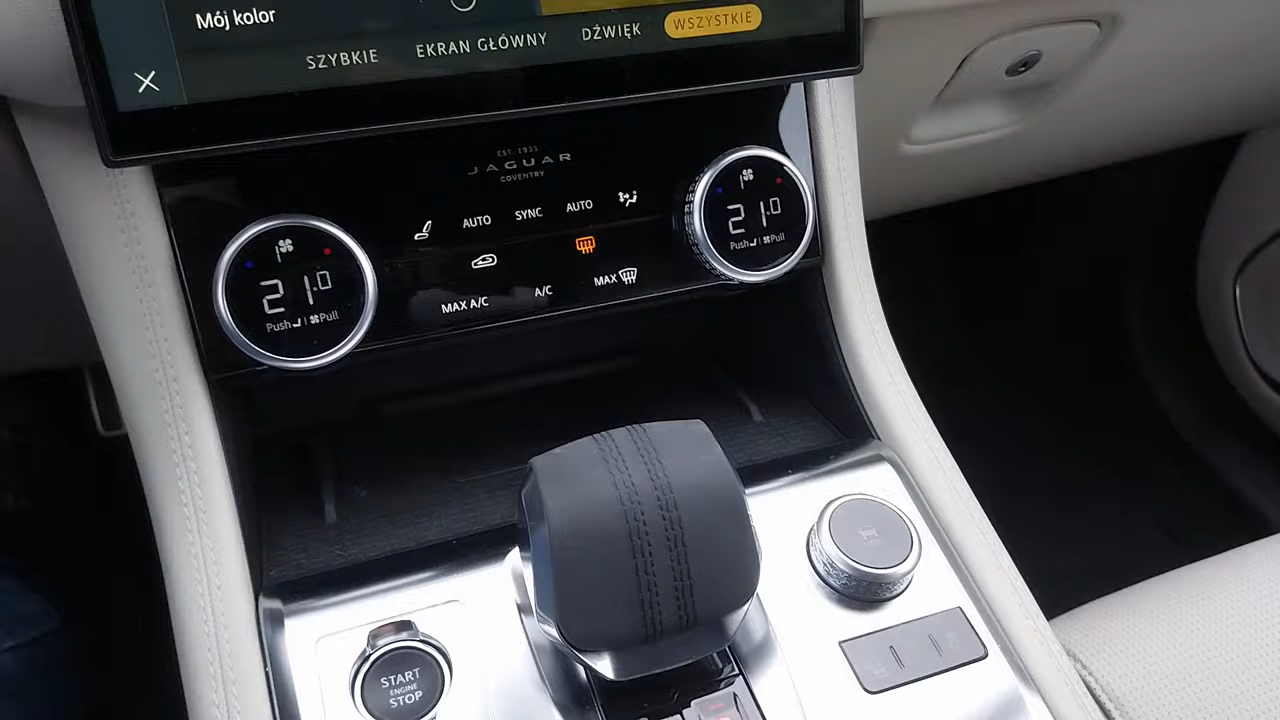 Mój kolor
SZYBKIE EKRAN GŁÓWNY DŹWIĘK WSZYSTKIE
EST. 1935
JAGUAR
COVENTRY
AUTO SYNC AUTO
21.0
Push Pull
21.0
Push Pull
MAX A/C A/C MAX
START
ENGINE
STOP